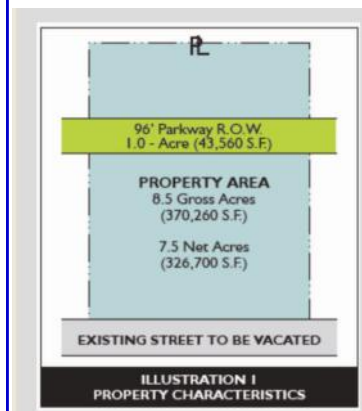 PL
96' Parkway R.O.W.
1.0 - Acre (43,560 S.F.)
PROPERTY AREA
8.5 Gross Acres
(370,260 S.F.)
7.5 Net Acres
(326,700 S.F.)
EXISTING STREET TO BE VACATED
ILLUSTRATION I
PROPERTY CHARACTERISTICS